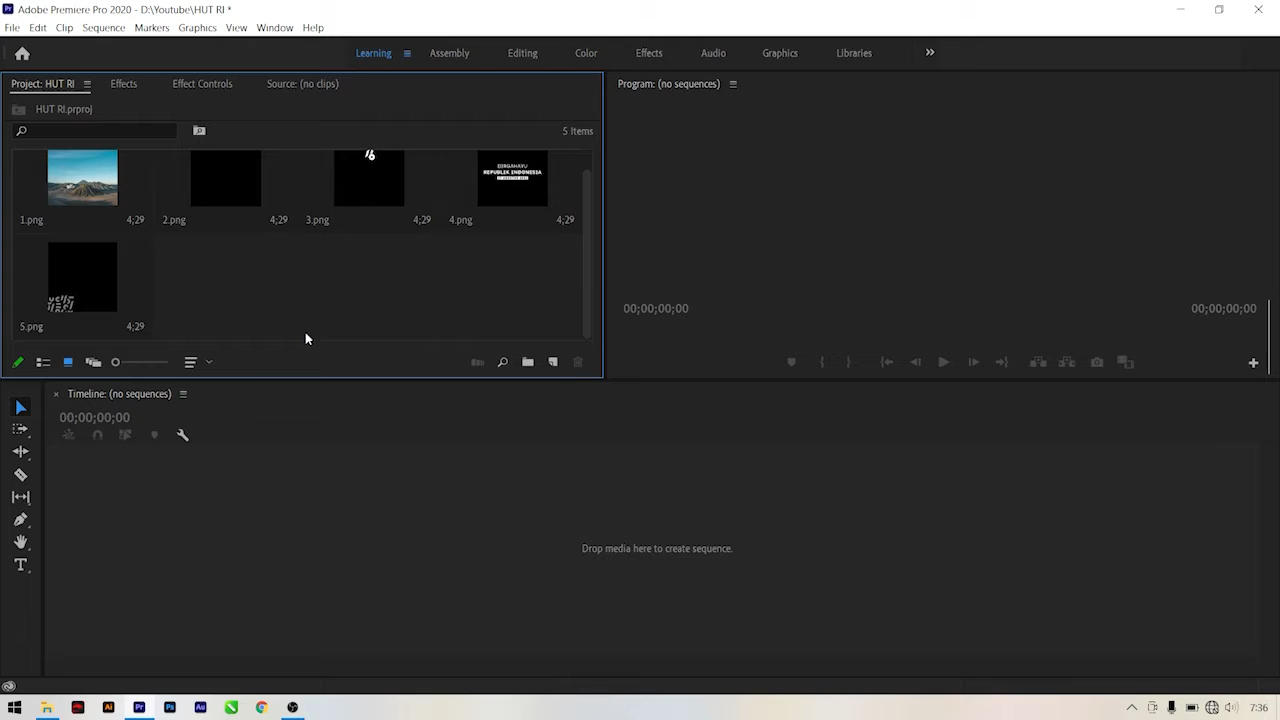 Adobe Premiere Pro 2020 - D:\Youtube\HUT RI *
File Edit Clip Sequence Markers Graphics View Window Help
Learning Assembly Editing Color Effects Audio Graphics Libraries
Project: HUT RI Effects Effect Controls Source: (no clips)
Program: (no sequences)
HUT RI.prproj
5 Items
DIRGAHAYU
REPUBLIK INDONESIA
1.png 4;29 2.png 4;29 3.png 4;29 4.png 4;29
5.png 4;29
00;00;00;00 00;00;00;00
Timeline: (no sequences)
00;00;00;00
Drop media here to create sequence.
7:36